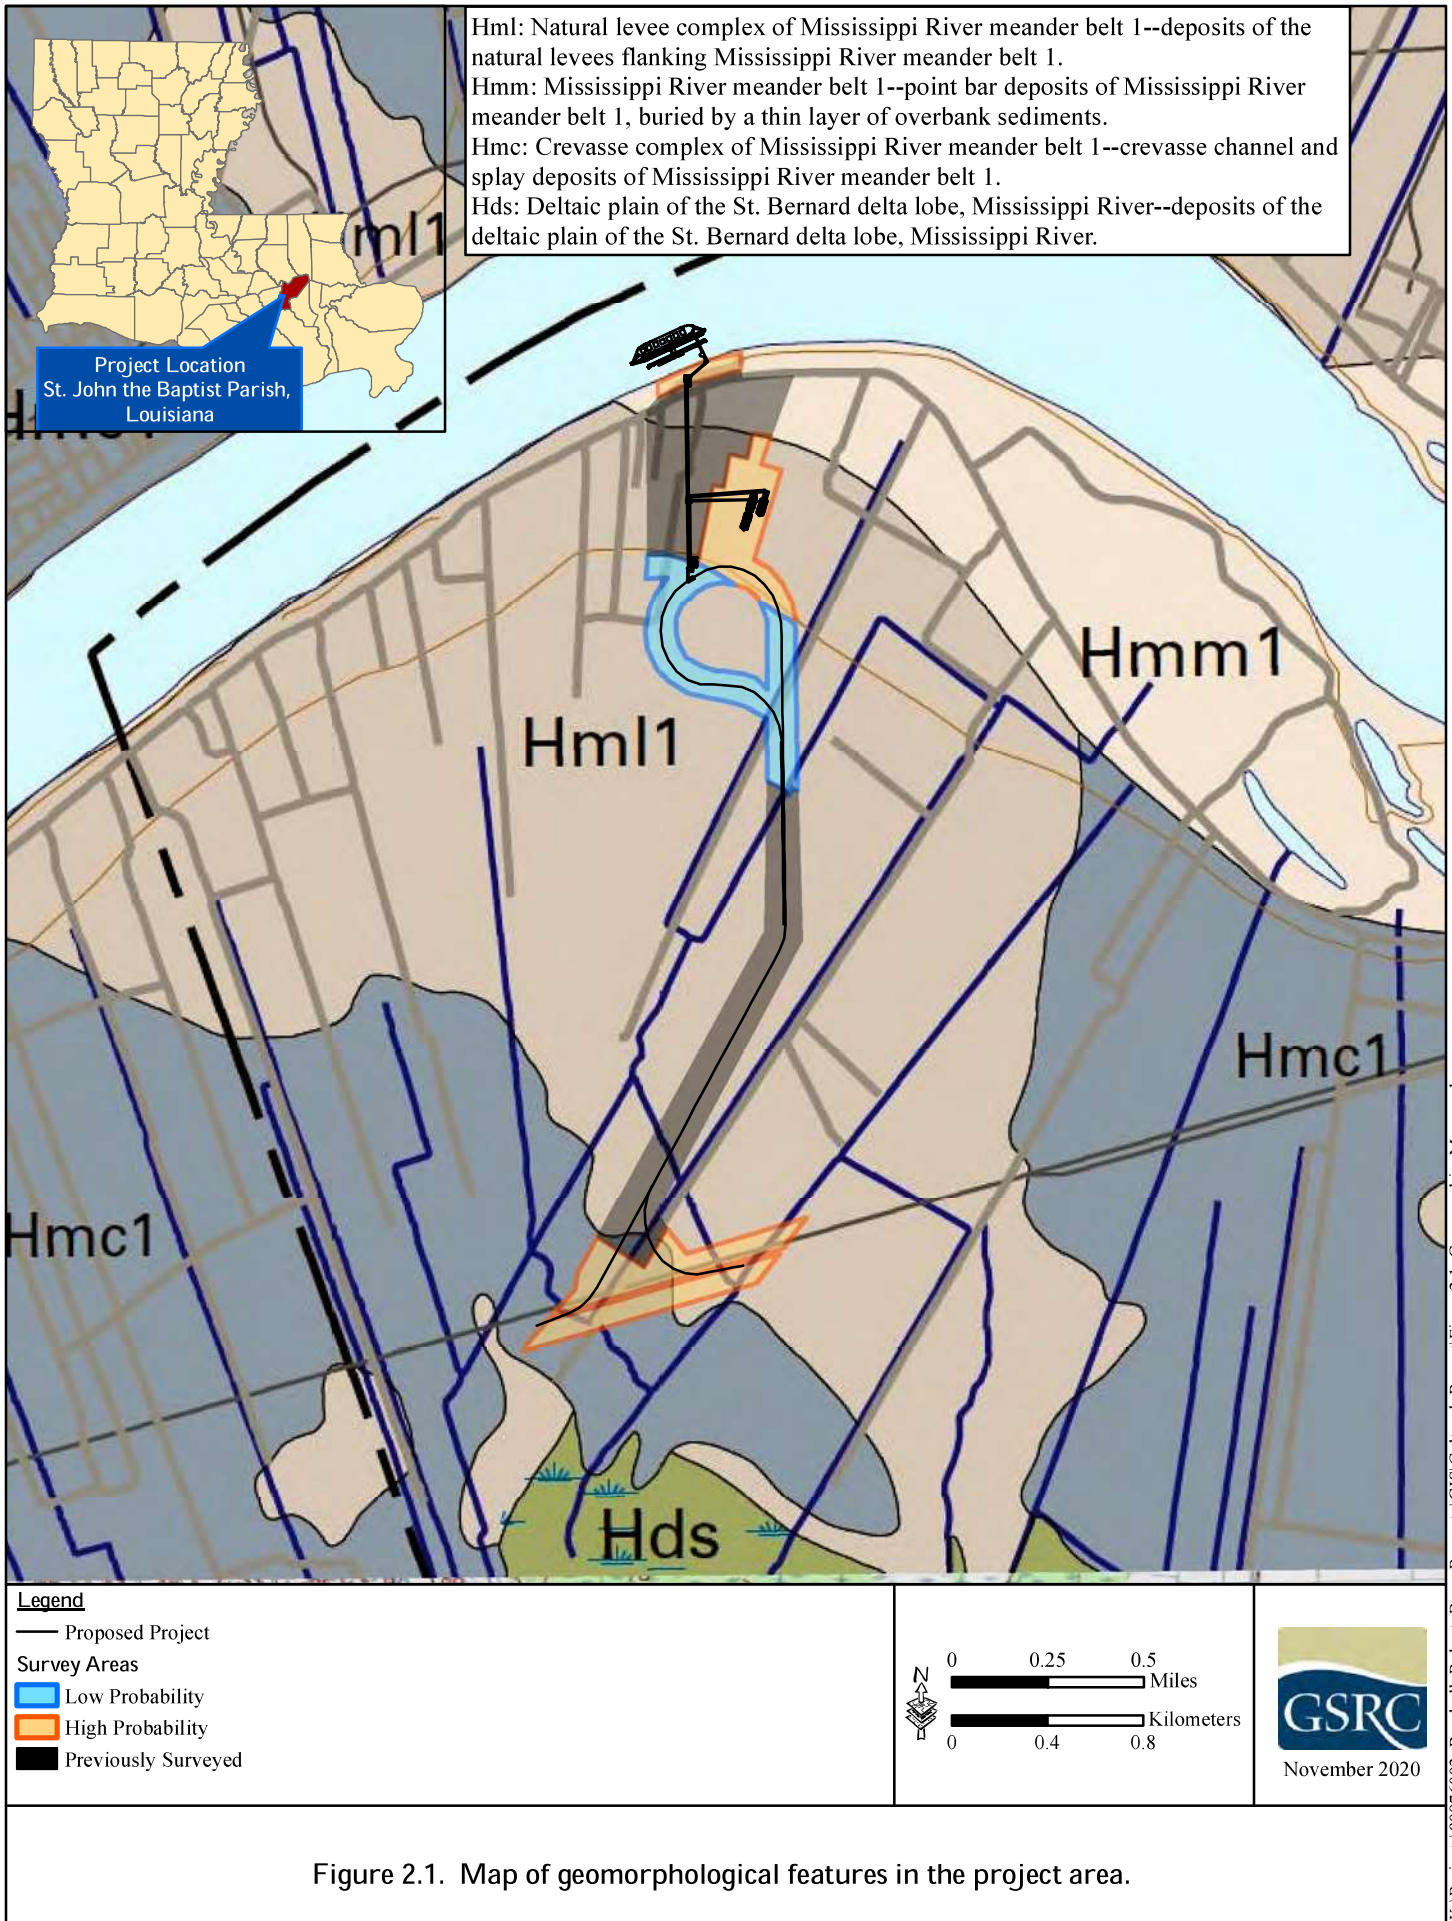 Hml: Natural levee complex of Mississippi River meander belt 1--deposits of the
natural levees flanking Mississippi River meander belt 1.
Hmm: Mississippi River meander belt 1--point bar deposits of Mississippi River
meander belt 1, buried by a thin layer of overbank sediments.
Hmc: Crevasse complex of Mississippi River meander belt 1--crevasse channel and
splay deposits of Mississippi River meander belt 1.
Hds: Deltaic plain of the St. Bernard delta lobe, Mississippi River--deposits of the
deltaic plain of the St. Bernard delta lobe, Mississippi River.
ml1
Project Location
St. John the Baptist Parish,
Louisiana
Hmm1
Hml1
Hmc1
Hmc1
Hds
Legend
Proposed Project
Survey Areas
Low Probability
High Probability
Previously Surveyed
N
0 0.25 0.5
Miles
Kilometers
0 0.4 0.8
GSRC
November 2020
Figure 2.1. Map of geomorphological features in the project area.